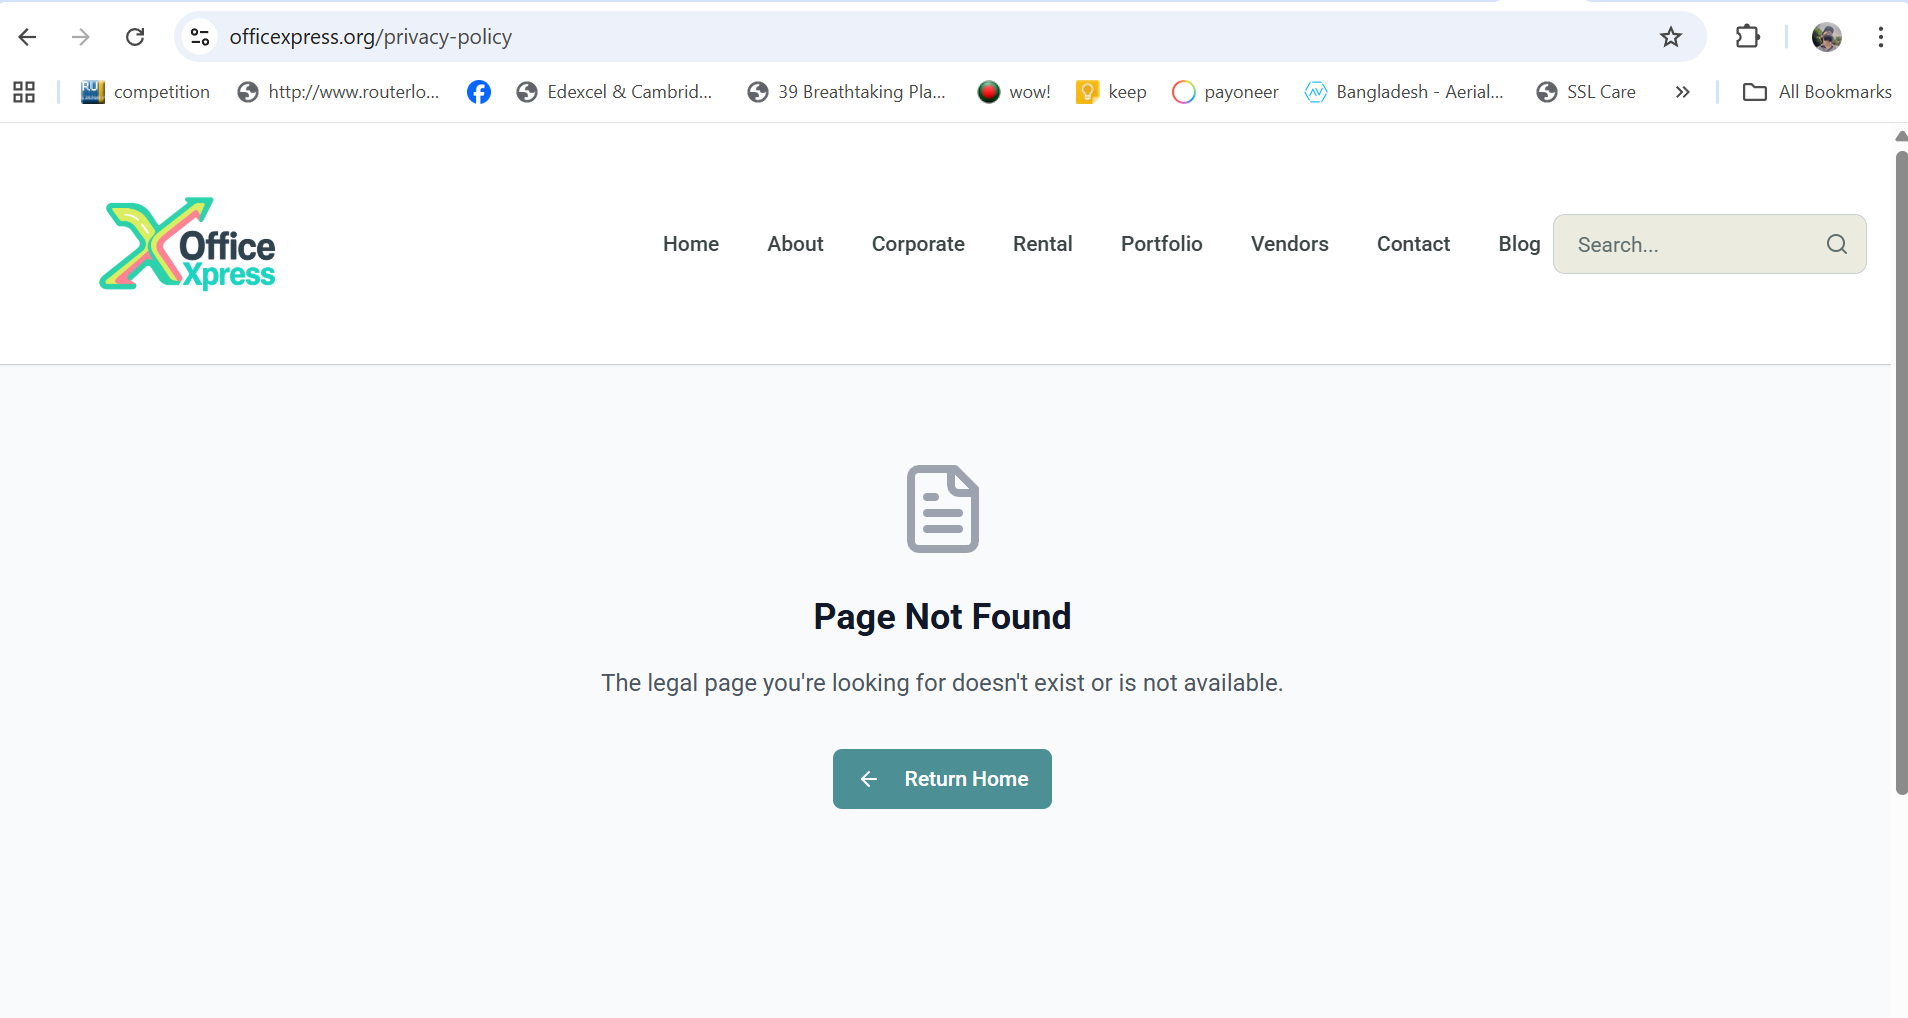 officexpress.org/privacy-policy
RU competition
http://www.routerlo...
Edexcel & Cambrid...
39 Breathtaking Pla...
wow!
keep
payoneer
Bangladesh - Aerial...
SSL Care
All Bookmarks
Office
Xpress
Home
About
Corporate
Rental
Portfolio
Vendors
Contact
Blog
Search...
Page Not Found
The legal page you're looking for doesn't exist or is not available.
Return Home